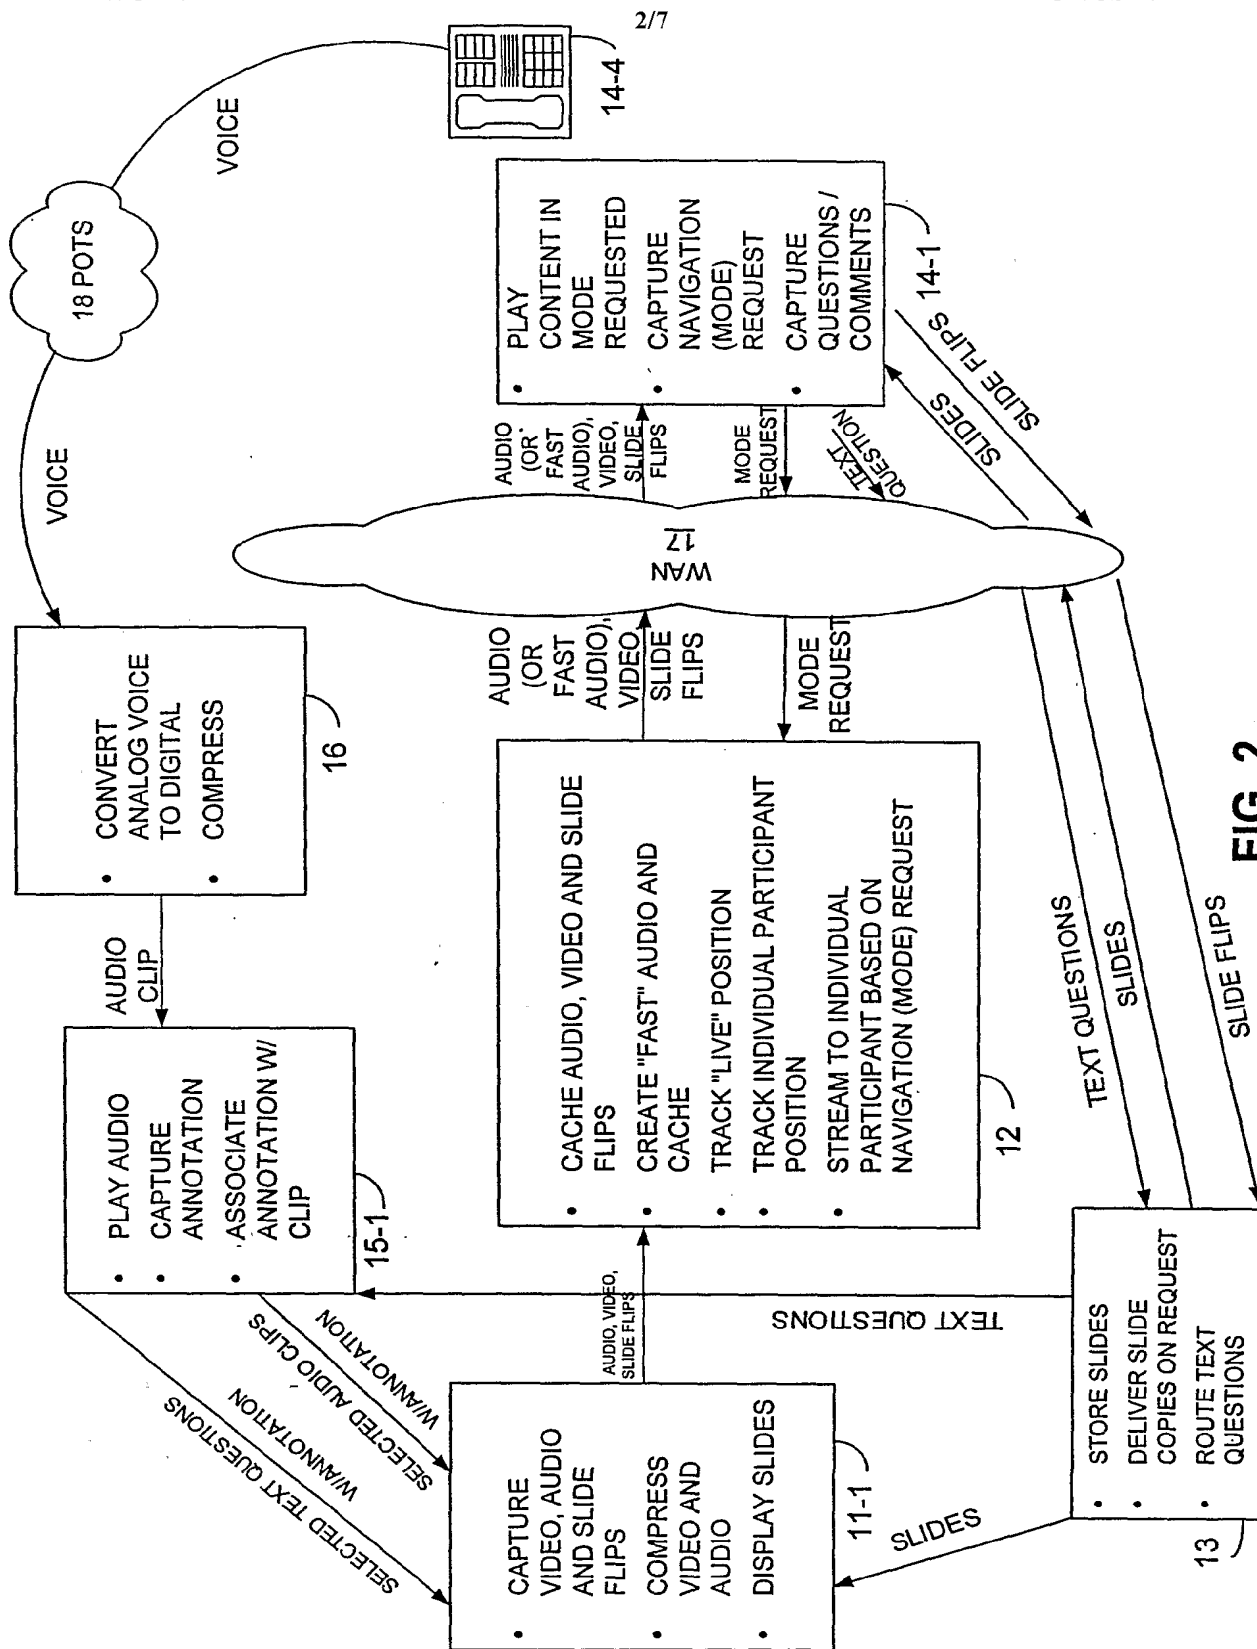 2/7
VOICE
18 POTS
VOICE
14-4
• CONVERT
ANALOG VOICE
TO DIGITAL
• COMPRESS
16
AUDIO
CLIP
• PLAY AUDIO
• CAPTURE
ANNOTATION
• ASSOCIATE
ANNOTATION W/
CLIP
15-1
• PLAY
CONTENT IN
MODE
REQUESTED
• CAPTURE
NAVIGATION
(MODE)
REQUEST
• CAPTURE
QUESTIONS /
COMMENTS
14-1
AUDIO
(OR
FAST
AUDIO),
VIDEO,
SLIDE
FLIPS
MODE
REQUEST
TEXT
QUESTION
SLIDES
SLIDE FLIPS
WAN
17
AUDIO
(OR
FAST
AUDIO),
VIDEO,
SLIDE
FLIPS
MODE
REQUEST
• CACHE AUDIO, VIDEO AND SLIDE
FLIPS
• CREATE "FAST" AUDIO AND
CACHE
• TRACK "LIVE" POSITION
• TRACK INDIVIDUAL PARTICIPANT
POSITION
• STREAM TO INDIVIDUAL
PARTICIPANT BASED ON
NAVIGATION (MODE) REQUEST
12
AUDIO, VIDEO,
SLIDE FLIPS
SELECTED TEXT QUESTIONS
W/ANNOTATION
SELECTED AUDIO CLIPS
W/ANNOTATION
• CAPTURE
VIDEO, AUDIO
AND SLIDE
FLIPS
• COMPRESS
VIDEO AND
AUDIO
• DISPLAY SLIDES
11-1
TEXT QUESTIONS
SLIDES
TEXT QUESTIONS
SLIDES
SLIDE FLIPS
• STORE SLIDES
• DELIVER SLIDE
COPIES ON REQUEST
• ROUTE TEXT
QUESTIONS
13
FIG. 2